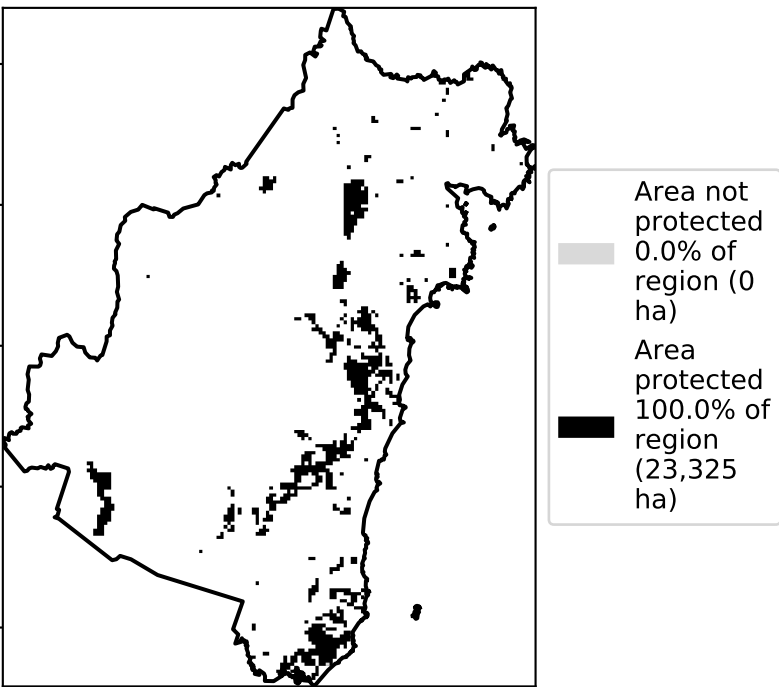 Area not
protected
0.0% of
region (0
ha)
Area
protected
100.0% of
region
(23,325
ha)